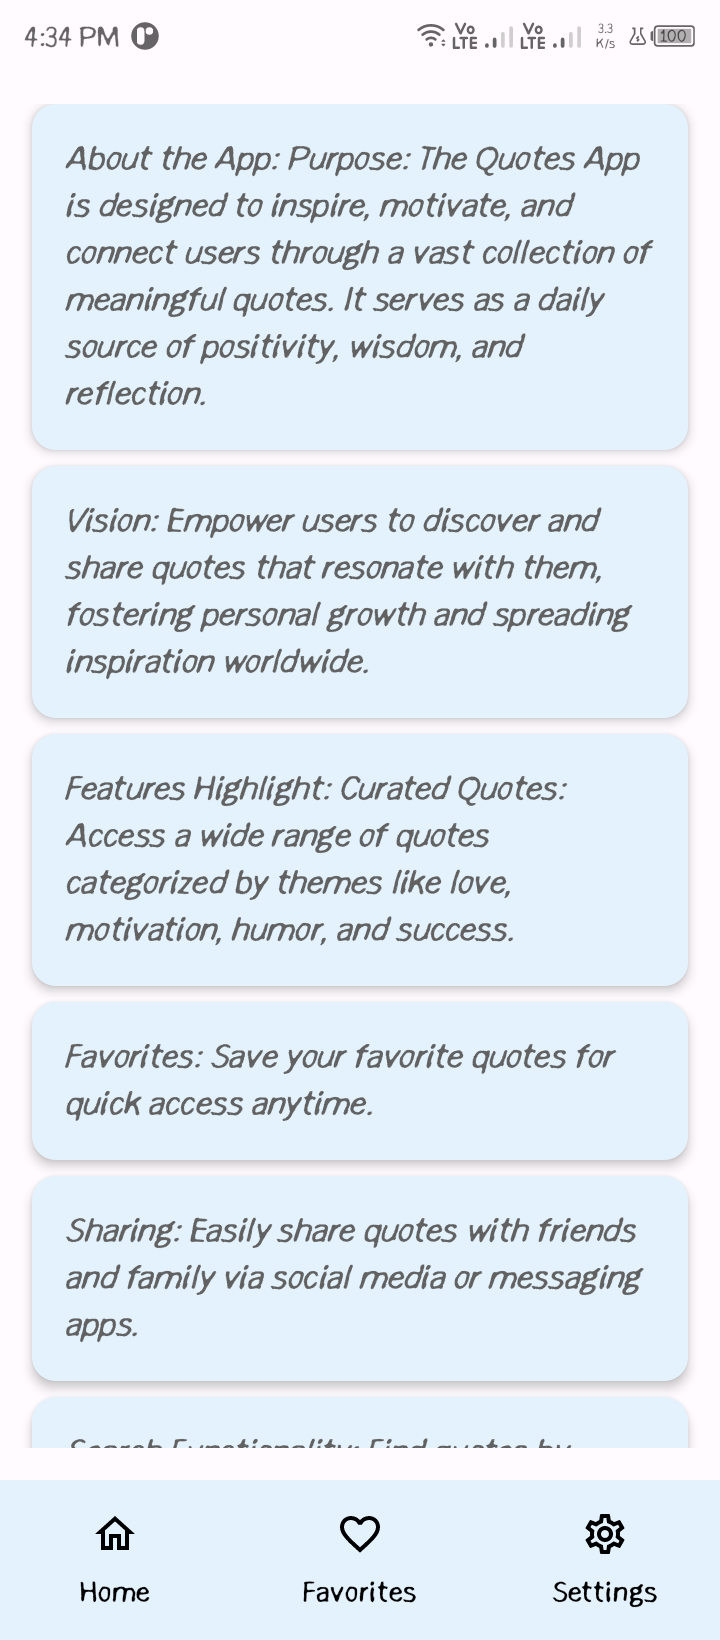 4:34 PM
Vo LTE Vo LTE 3.3 K/s 100
About the App: Purpose: The Quotes App
is designed to inspire, motivate, and
connect users through a vast collection of
meaningful quotes. It serves as a daily
source of positivity, wisdom, and
reflection.
Vision: Empower users to discover and
share quotes that resonate with them,
fostering personal growth and spreading
inspiration worldwide.
Features Highlight: Curated Quotes:
Access a wide range of quotes
categorized by themes like love,
motivation, humor, and success.
Favorites: Save your favorite quotes for
quick access anytime.
Sharing: Easily share quotes with friends
and family via social media or messaging
apps.
Search Functionality: Find quotes by
Home
Favorites
Settings